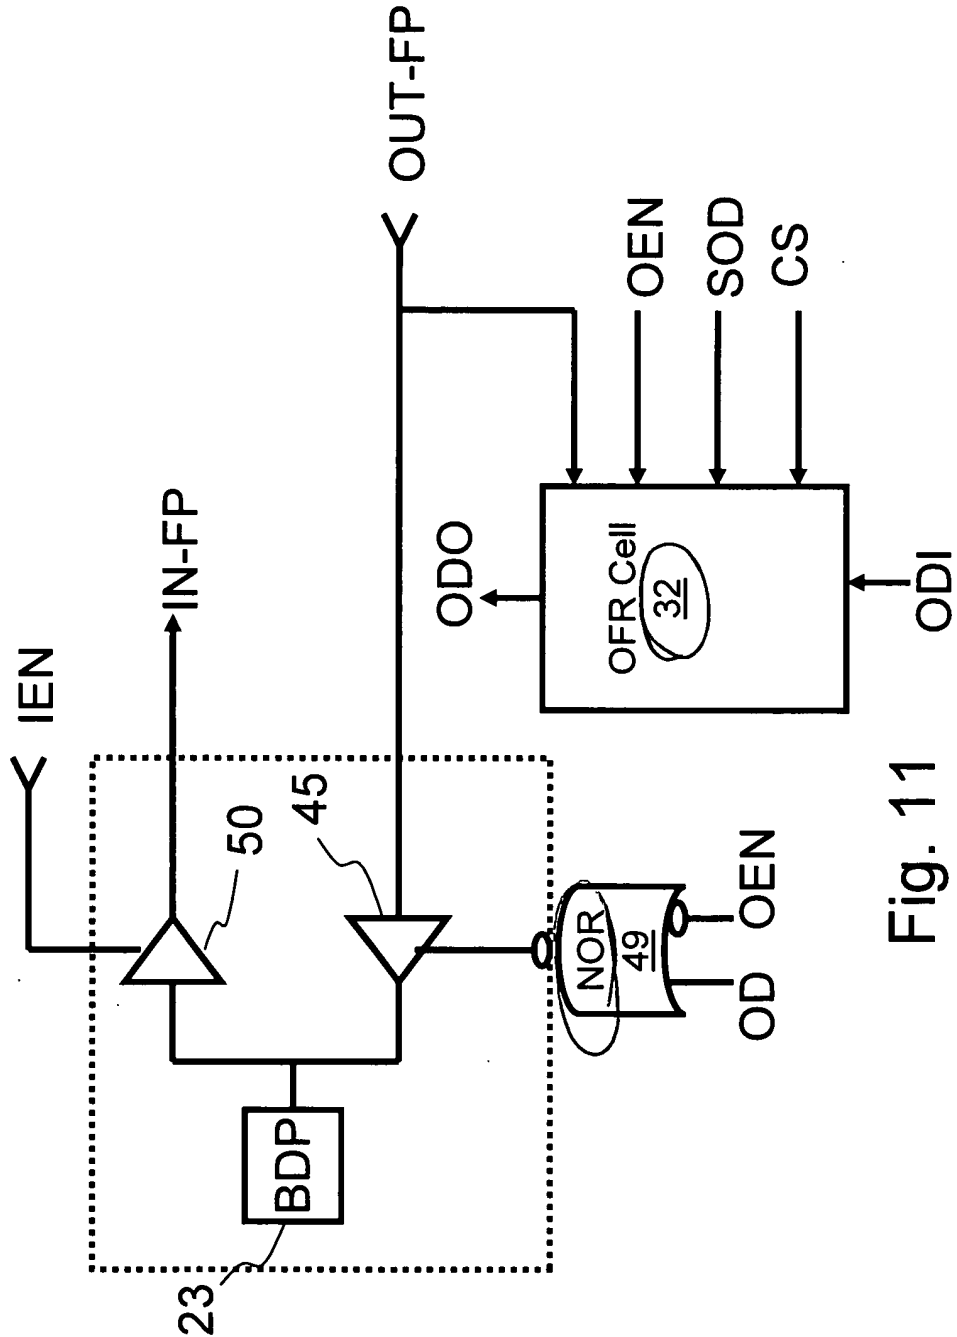 IEN
IN-FP
50
45
OUT-FP
BDP
23
ODO
OFR Cell
32
OEN
SOD
CS
ODI
NOR
49
OD
OEN
Fig. 11